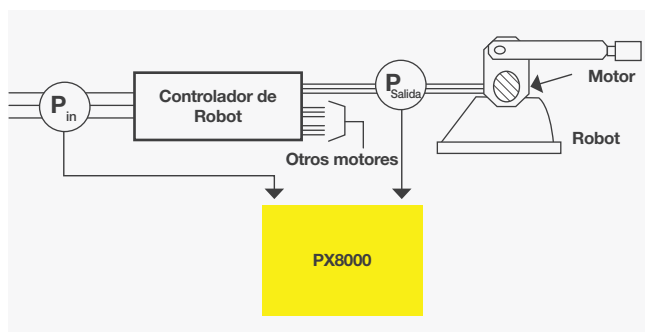 P in
Controlador de
Robot
P Salida
Motor
Otros motores
Robot
PX8000